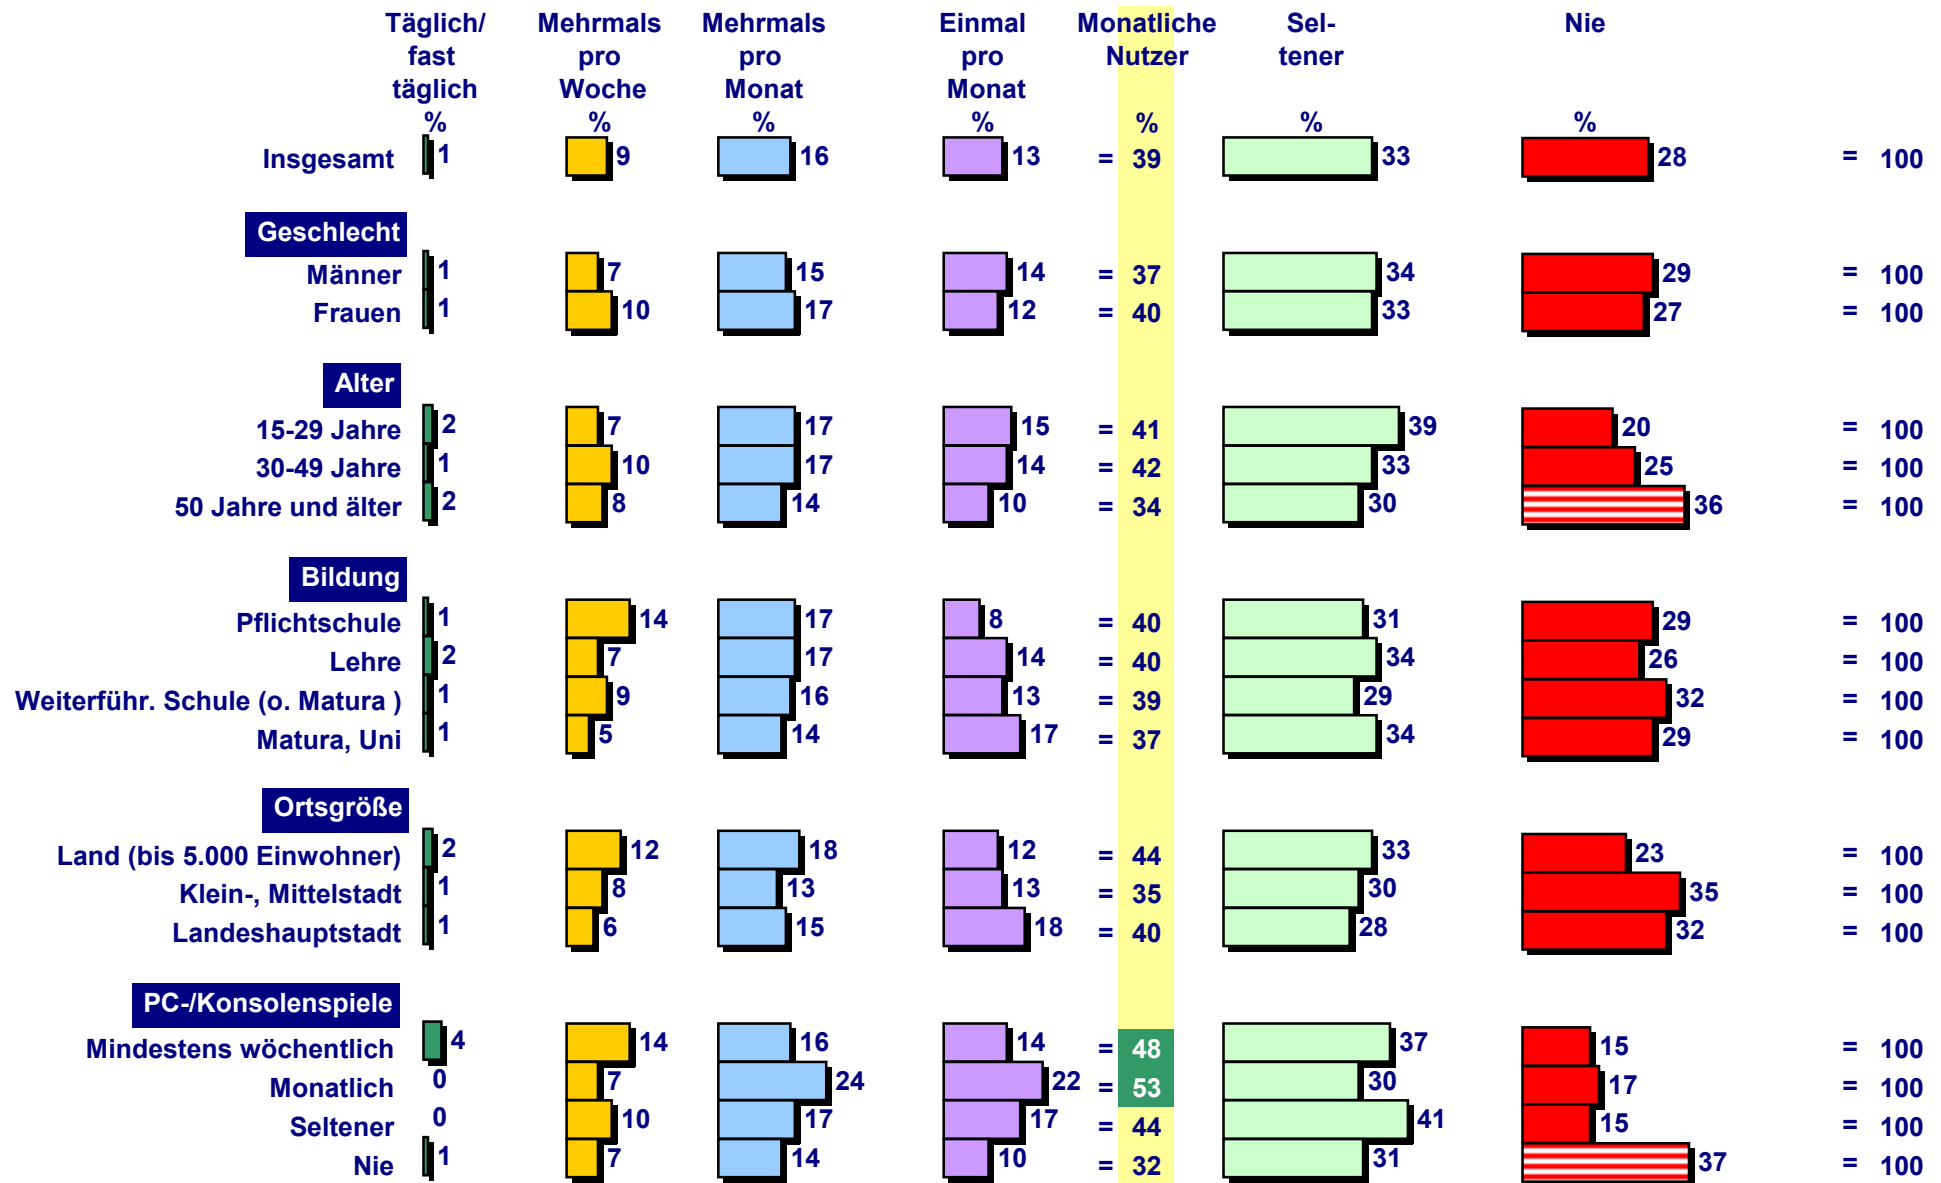 Täglich/ Mehrmals Mehrmals Einmal Monatliche Sel- Nie
fast pro pro pro Nutzer tener
täglich Woche Monat Monat
% % % % % % %
Insgesamt 1 9 16 13 = 39 33 28 = 100
Geschlecht
Männer 1 7 15 14 = 37 34 29 = 100
Frauen 1 10 17 12 = 40 33 27 = 100
Alter
15-29 Jahre 2 7 17 15 = 41 39 20 = 100
30-49 Jahre 1 10 17 14 = 42 33 25 = 100
50 Jahre und älter 2 8 14 10 = 34 30 36 = 100
Bildung
Pflichtschule 1 14 17 8 = 40 31 29 = 100
Lehre 2 7 17 14 = 40 34 26 = 100
Weiterführ. Schule (o. Matura ) 1 9 16 13 = 39 29 32 = 100
Matura, Uni 1 5 14 17 = 37 34 29 = 100
Ortsgröße
Land (bis 5.000 Einwohner) 2 12 18 12 = 44 33 23 = 100
Klein-, Mittelstadt 1 8 13 13 = 35 30 35 = 100
Landeshauptstadt 1 6 15 18 = 40 28 32 = 100
PC-/Konsolenspiele
Mindestens wöchentlich 4 14 16 14 = 48 37 15 = 100
Monatlich 0 7 24 22 = 53 30 17 = 100
Seltener 0 10 17 17 = 44 41 15 = 100
Nie 1 7 14 10 = 32 31 37 = 100